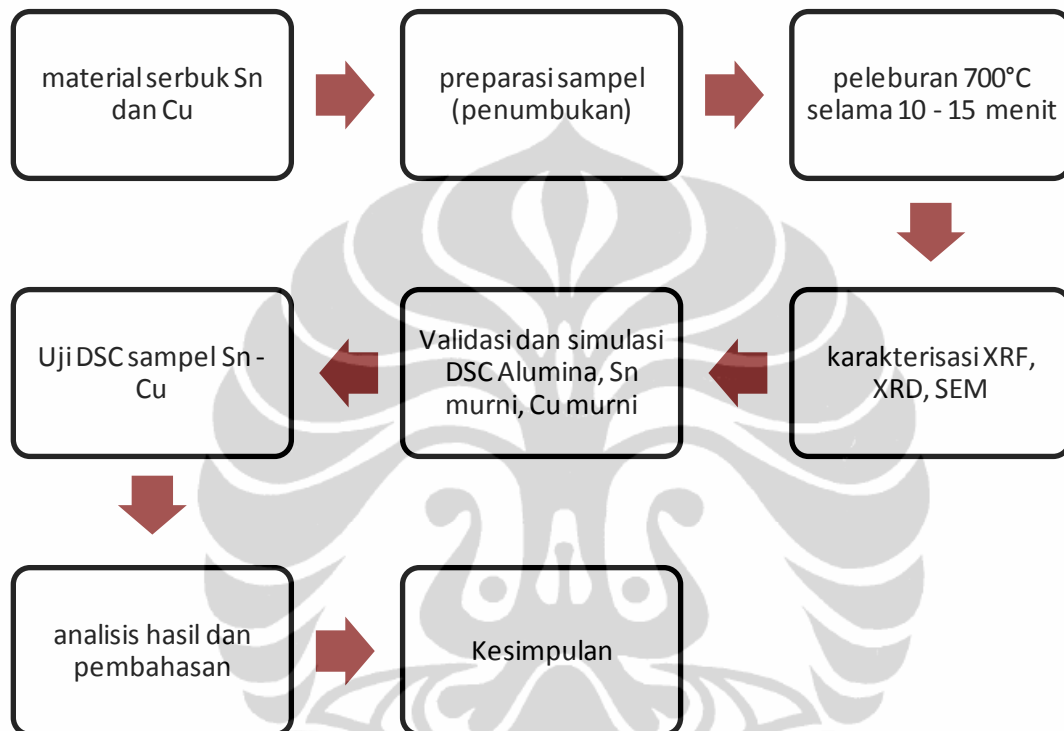 material serbuk Sn
dan Cu
preparasi sampel
(penumbukan)
peleburan 700°C
selama 10 - 15 menit
karakterisasi XRF,
XRD, SEM
Validasi dan simulasi
DSC Alumina, Sn
murni, Cu murni
Uji DSC sampel Sn -
Cu
analisis hasil dan
pembahasan
Kesimpulan